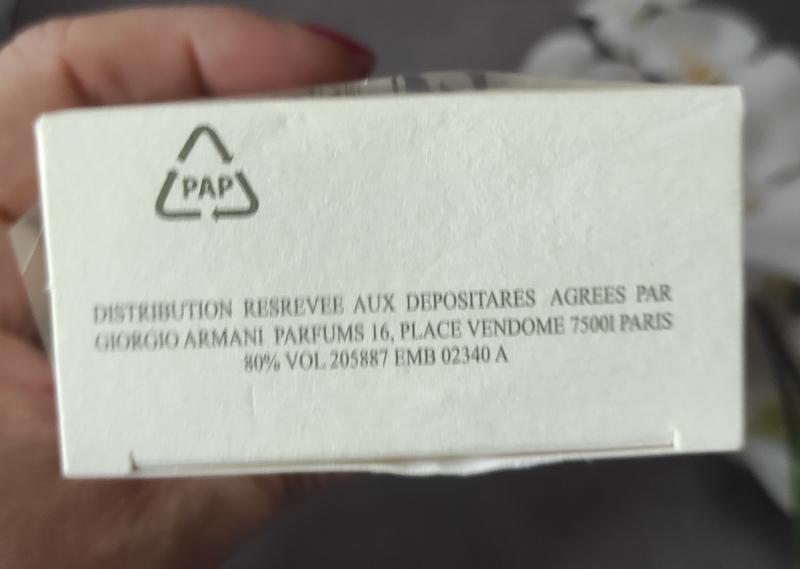 PAP
DISTRIBUTION RESREVEE AUX DEPOSITARES AGREES PAR
GIORGIO ARMANI PARFUMS 16, PLACE VENDOME 7500I PARIS
80% VOL 205887 EMB 02340 A